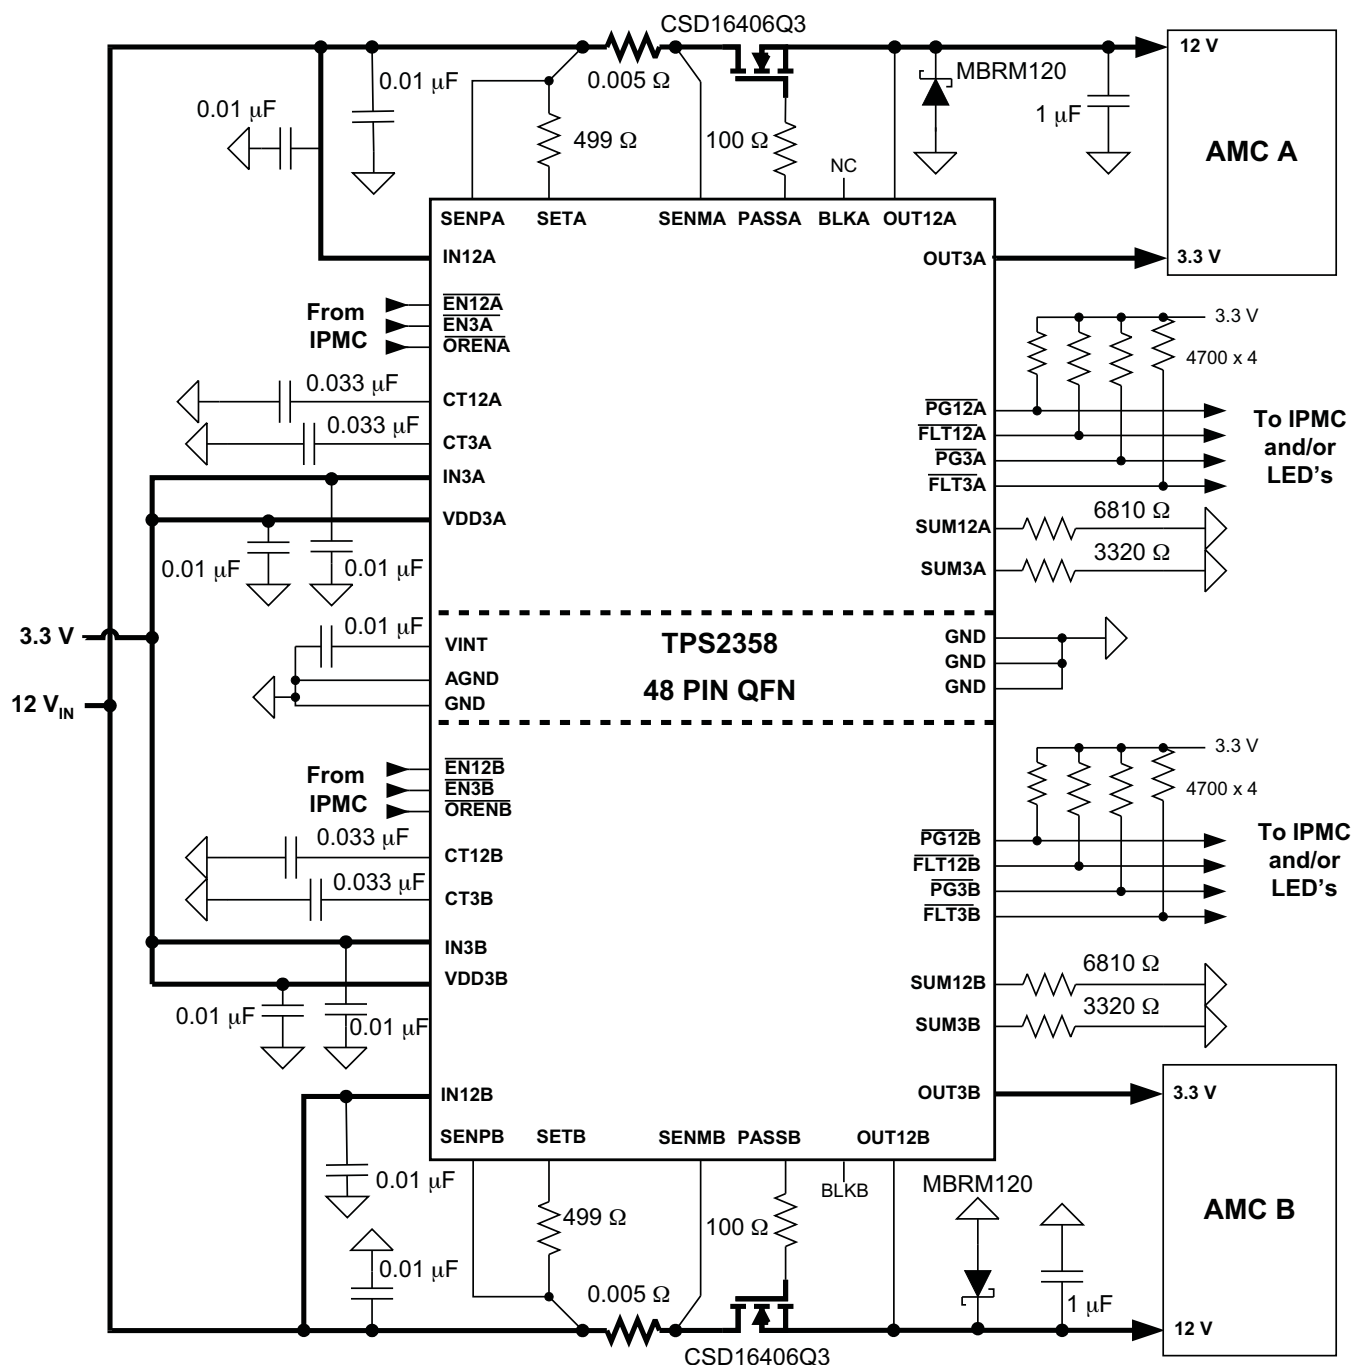 CSD16406Q3
0.01 μF
0.01 μF
0.005 Ω
499 Ω
100 Ω
NC
MBRM120
1 μF
12 V
AMC A
3.3 V
SENPA
SETA
SENMA
PASSA
BLKA
OUT12A
IN12A
OUT3A
From
IPMC
EN12A
EN3A
ORENA
3.3 V
4700 x 4
0.033 μF
CT12A
0.033 μF
CT3A
IN3A
VDD3A
PG12A
FLT12A
PG3A
FLT3A
To IPMC
and/or
LED's
0.01 μF
0.01 μF
SUM12A
6810 Ω
SUM3A
3320 Ω
3.3 V
12 VIN
0.01 μF
VINT
AGND
GND
TPS2358
48 PIN QFN
GND
GND
GND
From
IPMC
EN12B
EN3B
ORENB
3.3 V
4700 x 4
0.033 μF
CT12B
0.033 μF
CT3B
IN3B
VDD3B
PG12B
FLT12B
PG3B
FLT3B
To IPMC
and/or
LED's
0.01 μF
0.01 μF
SUM12B
6810 Ω
SUM3B
3320 Ω
IN12B
OUT3B
SENPB
SETB
SENMB
PASSB
OUT12B
BLKB
3.3 V
AMC B
12 V
0.01 μF
0.01 μF
499 Ω
0.005 Ω
100 Ω
MBRM120
1 μF
CSD16406Q3